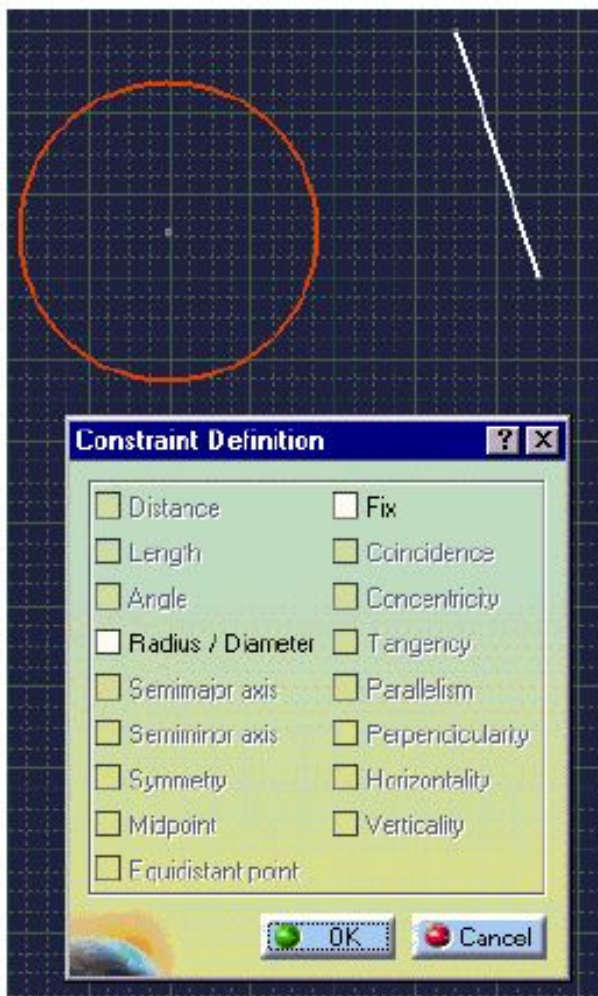 Constraint Definition
Distance
Fix
Length
Coincidence
Angle
Concentricity
Radius / Diameter
Tangency
Semimajor axis
Parallelism
Semiminor axis
Perpendicularity
Symmetry
Horizontality
Midpoint
Verticality
Equidistant point
OK
Cancel